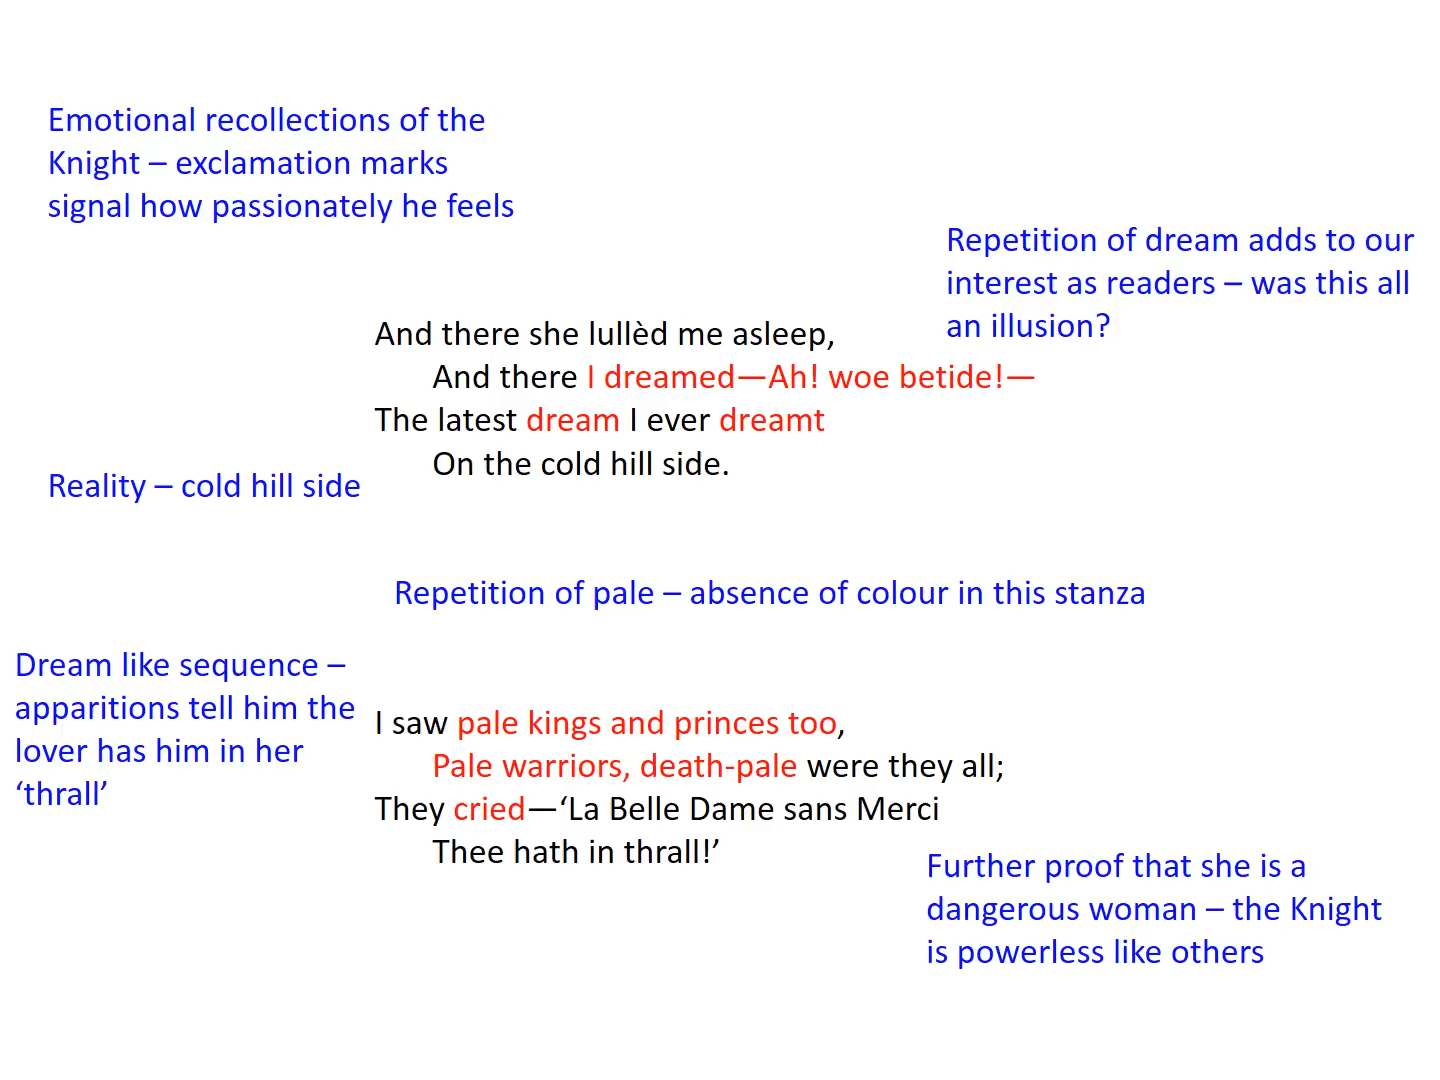 Emotional recollections of the
Knight – exclamation marks
signal how passionately he feels
Repetition of dream adds to our
interest as readers – was this all
an illusion?
And there she lullèd me asleep,
And there I dreamed—Ah! woe betide!—
The latest dream I ever dreamt
On the cold hill side.
Reality – cold hill side
Repetition of pale – absence of colour in this stanza
Dream like sequence –
apparitions tell him the
lover has him in her
‘thrall’
I saw pale kings and princes too,
Pale warriors, death-pale were they all;
They cried—‘La Belle Dame sans Merci
Thee hath in thrall!’
Further proof that she is a
dangerous woman – the Knight
is powerless like others